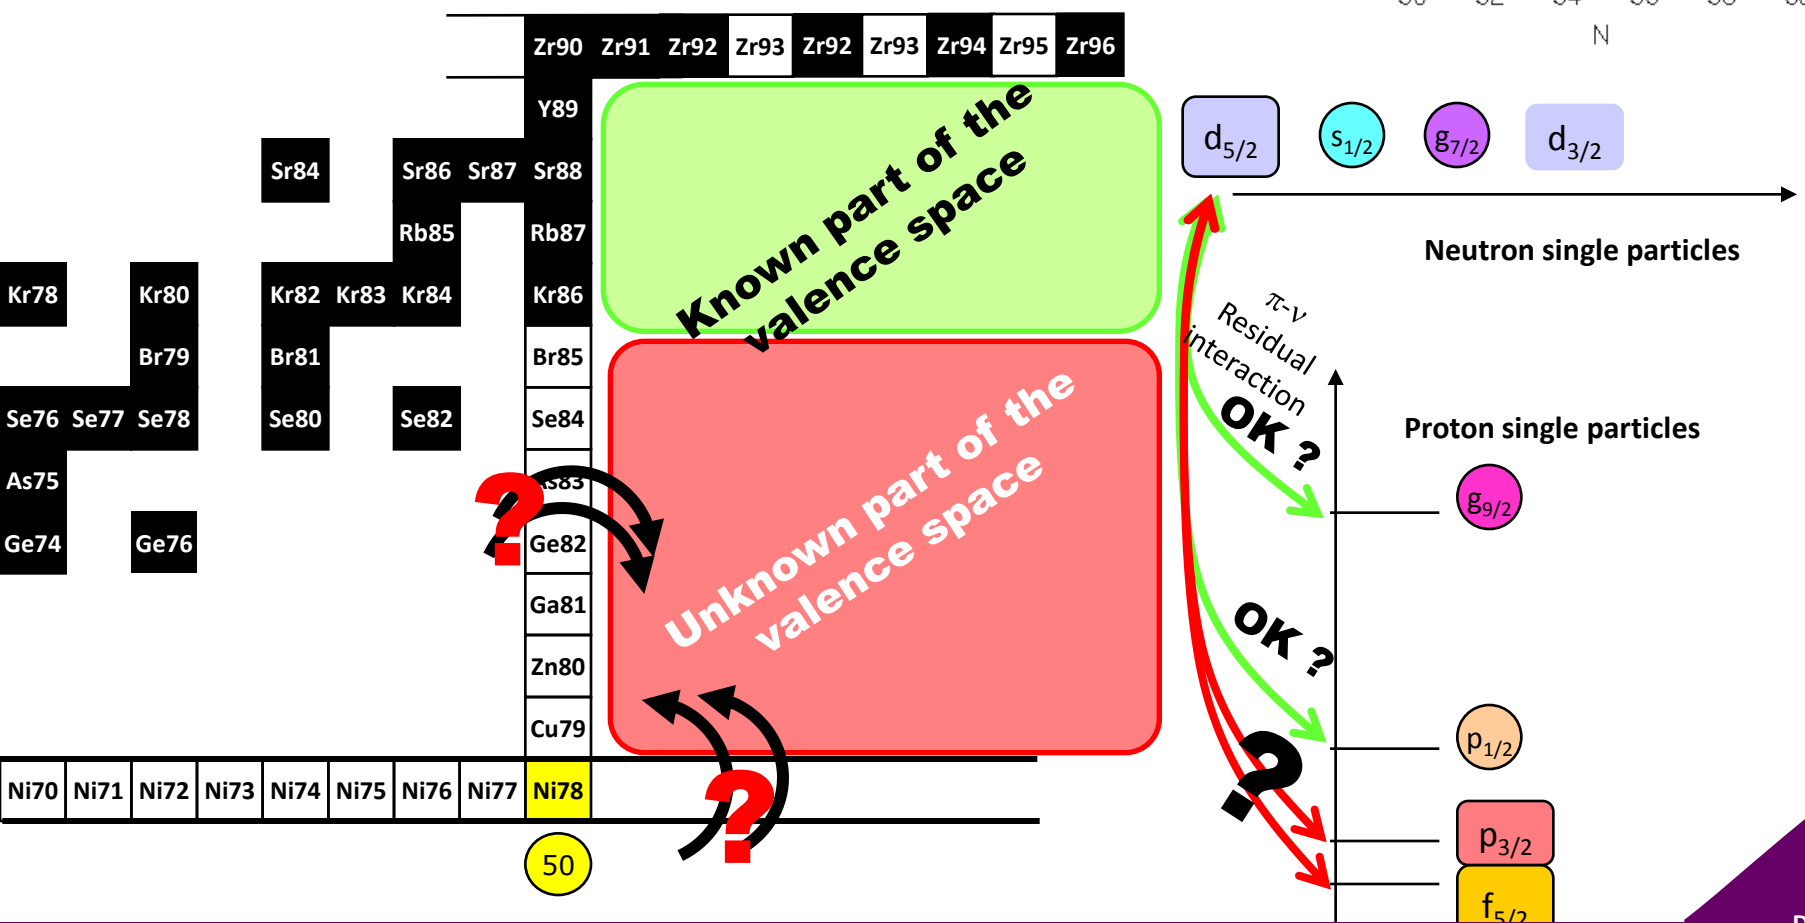 N
Zr90 Zr91 Zr92 Zr93 Zr92 Zr93 Zr94 Zr95 Zr96
Y89
Sr84 Sr86 Sr87 Sr88
Rb85 Rb87
Kr78 Kr80 Kr82 Kr83 Kr84 Kr86
Br79 Br81 Br85
Se76 Se77 Se78 Se80 Se82 Se84
As75 As83
Ge74 Ge76 Ge82
Ga81
Zn80
Cu79
Ni70 Ni71 Ni72 Ni73 Ni74 Ni75 Ni76 Ni77 Ni78
50
?
?
Known part of the
valence space
Unknown part of the
valence space
d5/2 s1/2 g7/2 d3/2
Neutron single particles
π-ν
Residual
interaction
OK ?
OK ?
?
Proton single particles
g9/2
p1/2
p3/2
f5/2